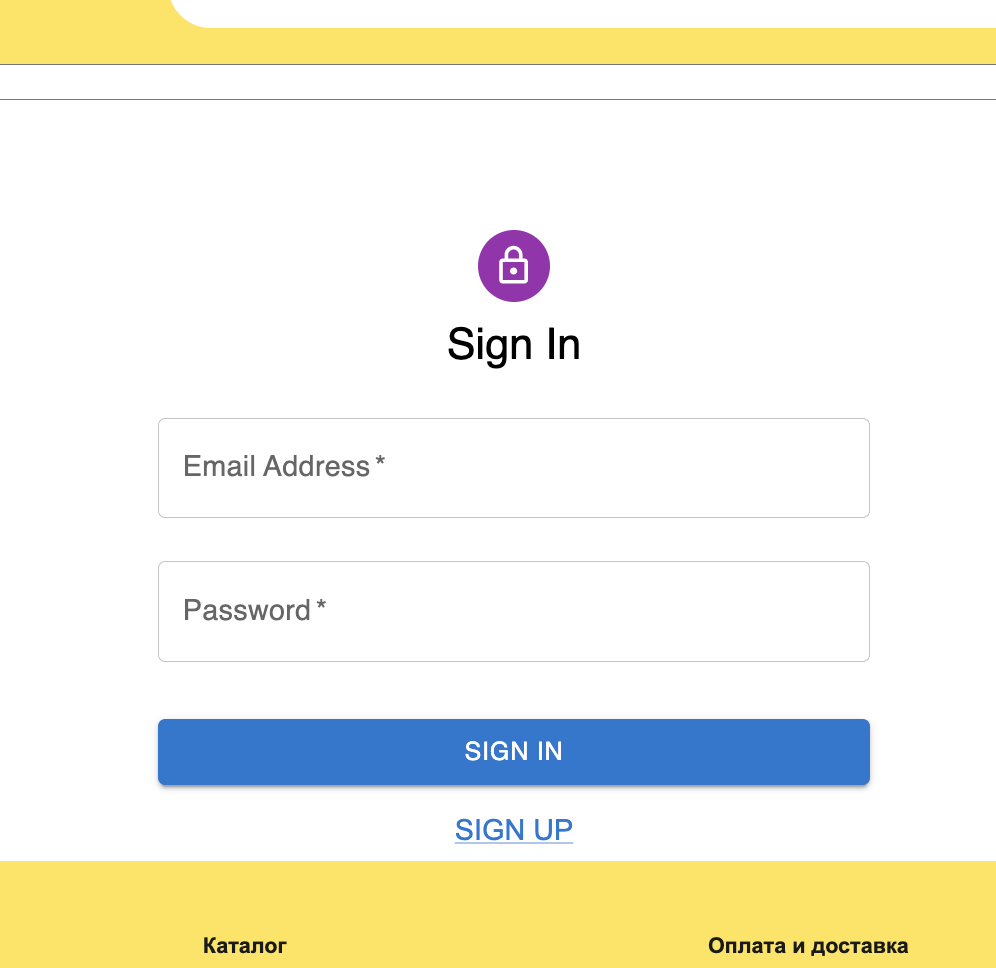 Sign In
Email Address *
Password *
SIGN IN
SIGN UP
Каталог
Оплата и доставка